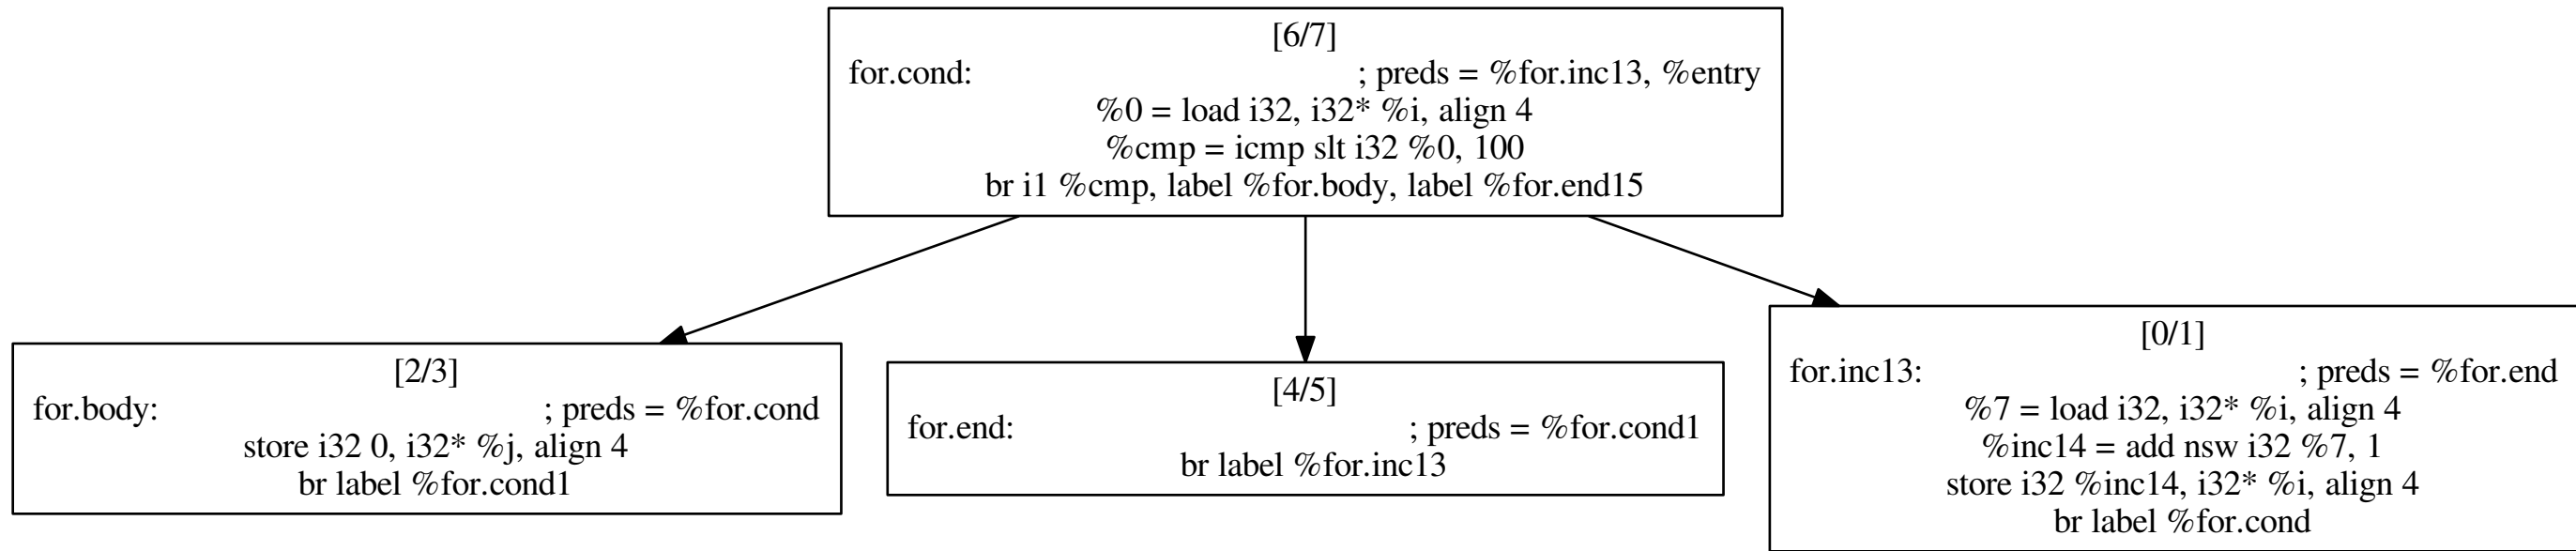 [6/7]
for.cond: ; preds = %for.inc13, %entry
%0 = load i32, i32* %i, align 4
%cmp = icmp slt i32 %0, 100
br i1 %cmp, label %for.body, label %for.end15
[2/3]
for.body: ; preds = %for.cond
store i32 0, i32* %j, align 4
br label %for.cond1
[4/5]
for.end: ; preds = %for.cond1
br label %for.inc13
[0/1]
for.inc13: ; preds = %for.end
%7 = load i32, i32* %i, align 4
%inc14 = add nsw i32 %7, 1
store i32 %inc14, i32* %i, align 4
br label %for.cond